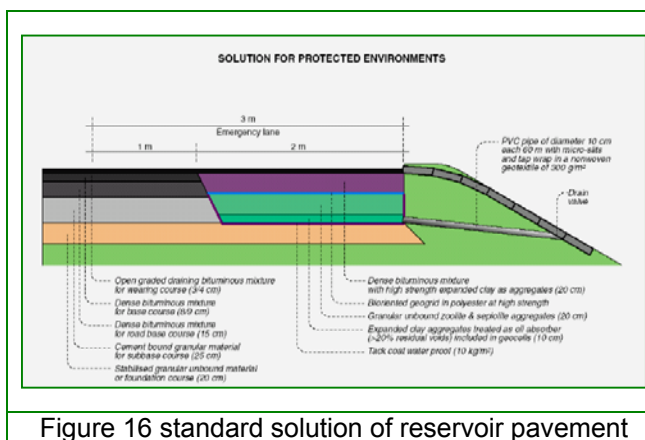 SOLUTION FOR PROTECTED ENVIRONMENTS
3 m
Emergency lane
1 m
2 m
PVC pipe of diameter 10 cm
each 60 m with micro-slits
and tap wrap in a nonwoven
geotextile of 300 g/m²
Drain
valve
Open graded draining bituminous mixture
for wearing course (3/4 cm)
Dense bituminous mixture
for base course (8/9 cm)
Dense bituminous mixture
for road base course (15 cm)
Cement bound granular material
for subbase course (25 cm)
Stabilised granular unbound material
or foundation course (20 cm)
Dense bituminous mixture
with high strength expanded clay as aggregates (20 cm)
Bioriented geogrid in polyester at high strength
Granular unbound zeolite & sepiolite aggregates (20 cm)
Expanded clay aggregates treated as oil absorber
(>20% residual voids) included in geocells (10 cm)
Tack coat water proof (10 kg/m²)
Figure 16 standard solution of reservoir pavement